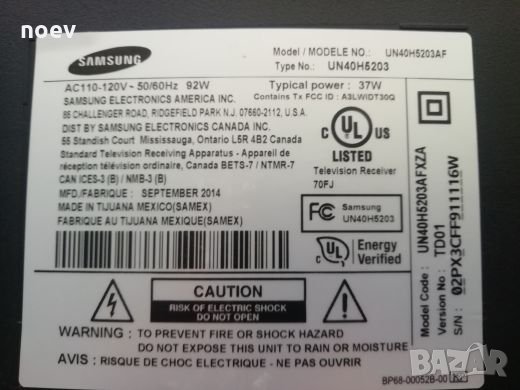 noev
SAMSUNG
Model / MODELE NO.: UN40H5203AF
Type No.: UN40H5203
AC110-120V~ 50/60Hz 92W
Typical power : 37W
SAMSUNG ELECTRONICS AMERICA INC.
Contains Tx FCC ID : A3LWIDT30Q
85 CHALLENGER ROAD, RIDGEFIELD PARK N.J. 07660-2112, U.S.A.
DIST BY SAMSUNG ELECTRONICS CANADA INC.
55 Standish Court Mississauga, Ontario L5R 4B2 Canada
Standard Television Receiving Apparatus - Appareil de
réception télévision ordinaire, Canada BETS-7 / NTMR-7
CAN ICES-3 (B) / NMB-3 (B)
MFD./FABRIQUE : SEPTEMBER 2014
MADE IN TIJUANA MEXICO(SAMEX)
FABRIQUE AU TIJUANA MEXIQUE(SAMEX)
C UL US
LISTED
Television Receiver
70FJ
FC Samsung
UN40H5203
UL Energy
Verified
CAUTION
RISK OF ELECTRIC SHOCK
DO NOT OPEN
WARNING : TO PREVENT FIRE OR SHOCK HAZARD
DO NOT EXPOSE THIS UNIT TO RAIN OR MOISTURE
AVIS : RISQUE DE CHOC ELECTRIQUE-NE PAS OUVRIR
BP68-00052B-00
Model Code : UN40H5203AFXZA
Version No : TD01
S/N : 02PX3CFF911116W
bazar